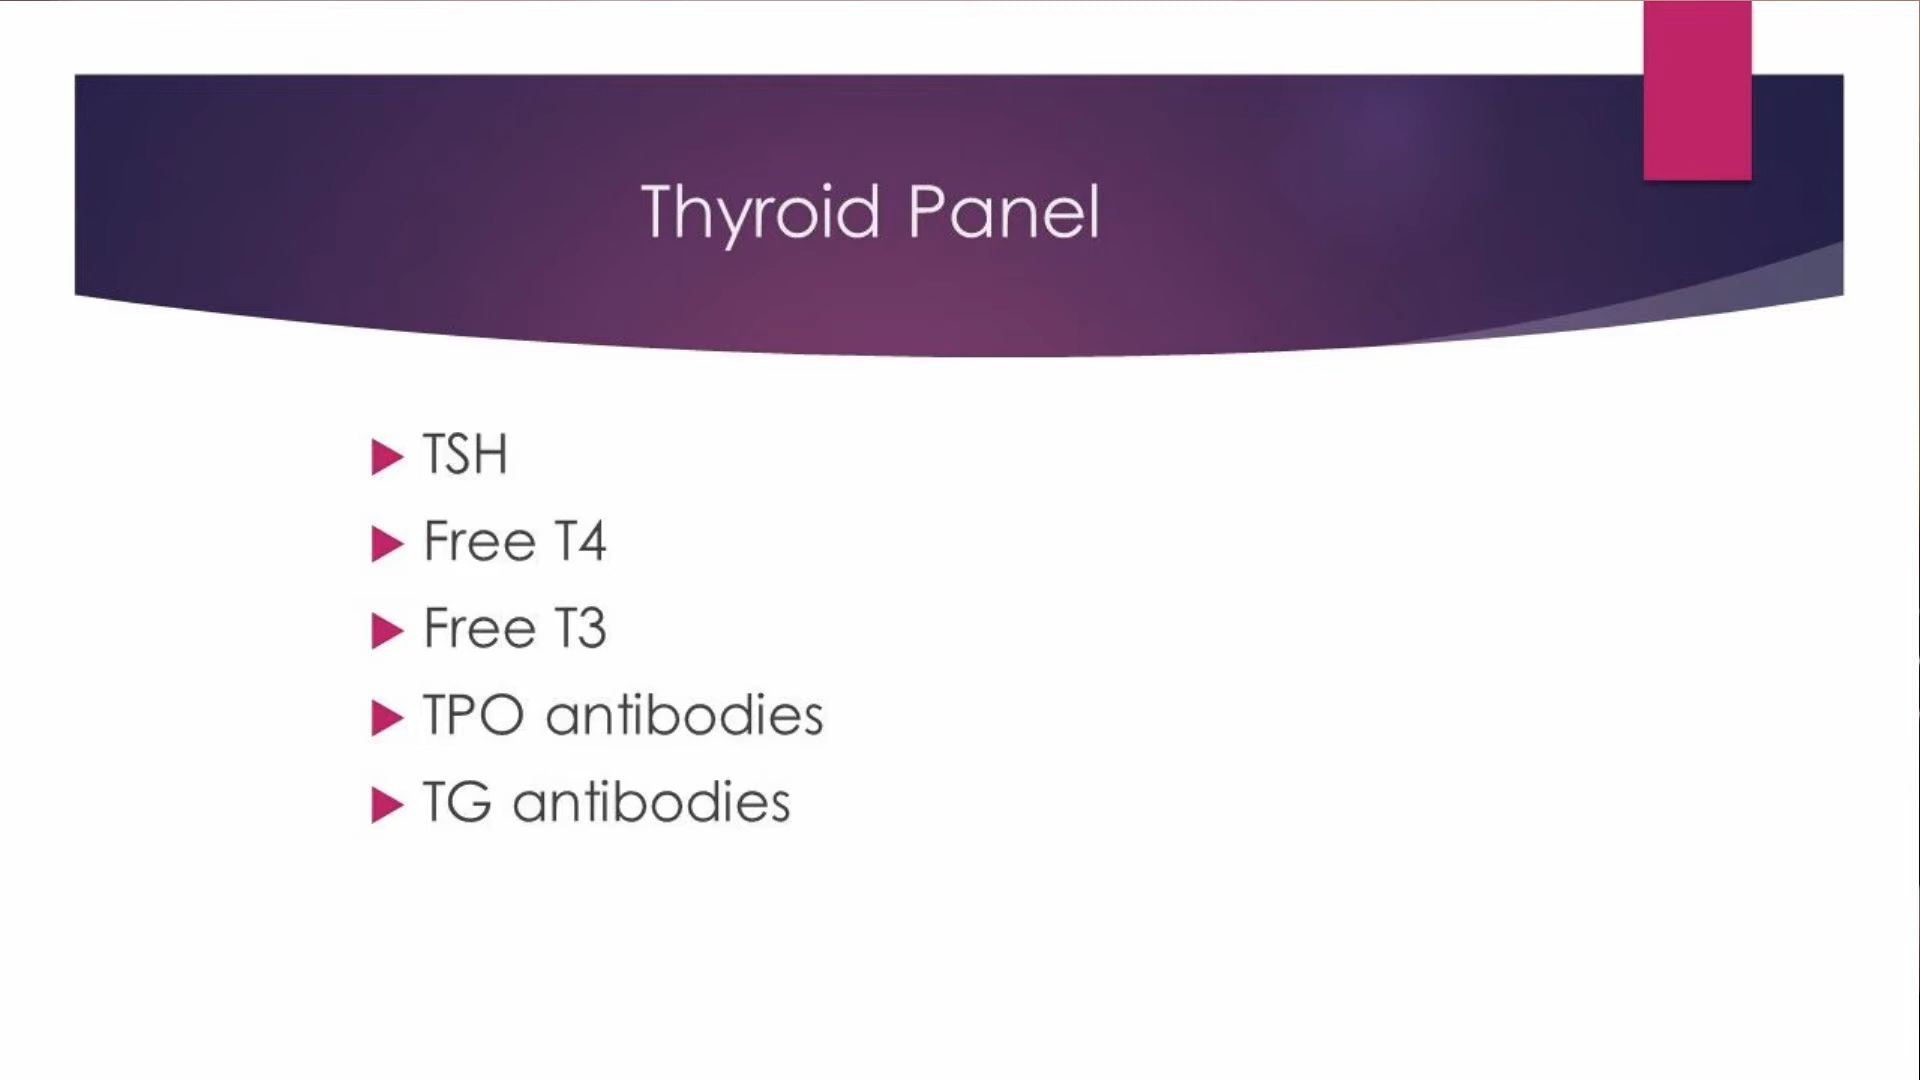 Thyroid Panel
TSH
Free T4
Free T3
TPO antibodies
TG antibodies